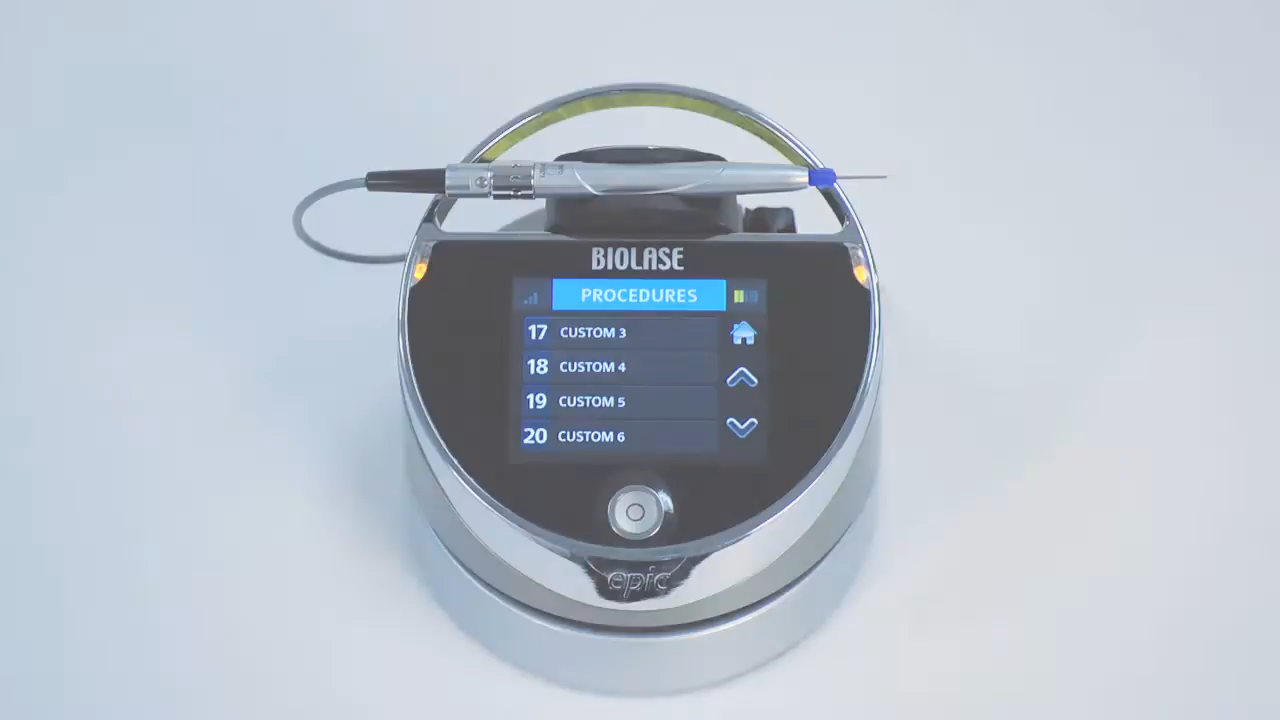 BIOLASE
PROCEDURES
17 CUSTOM 3
18 CUSTOM 4
19 CUSTOM 5
20 CUSTOM 6
epic